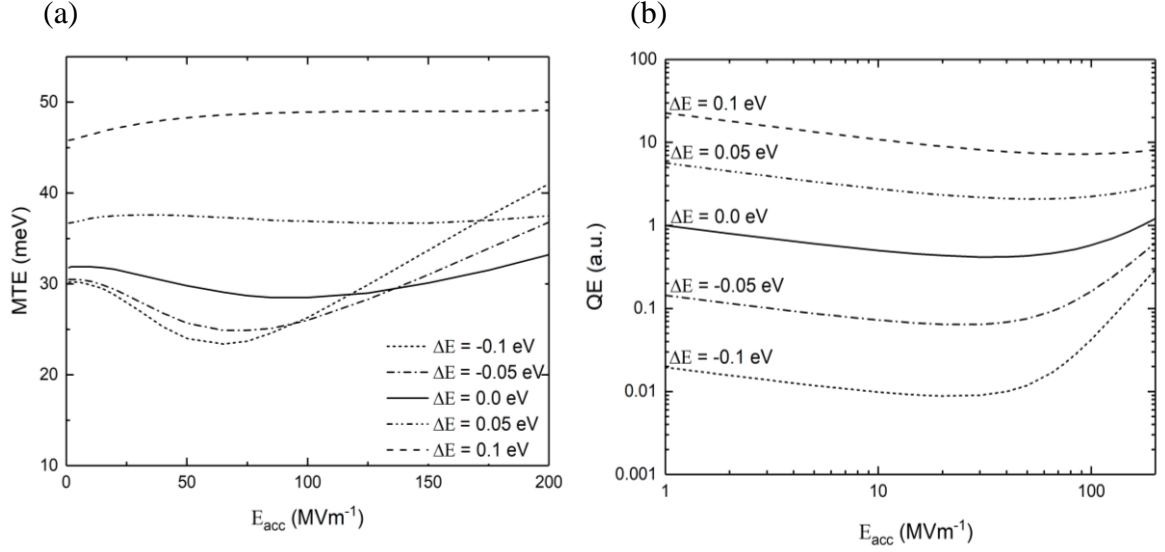 (a)
50
40
30
20
10
MTE (meV)
0
50
100
150
200
E_acc (MVm⁻¹)
ΔE = -0.1 eV
ΔE = -0.05 eV
ΔE = 0.0 eV
ΔE = 0.05 eV
ΔE = 0.1 eV
(b)
100
10
1
0.1
0.01
0.001
QE (a.u.)
ΔE = 0.1 eV
ΔE = 0.05 eV
ΔE = 0.0 eV
ΔE = -0.05 eV
ΔE = -0.1 eV
1
10
100
E_acc (MVm⁻¹)